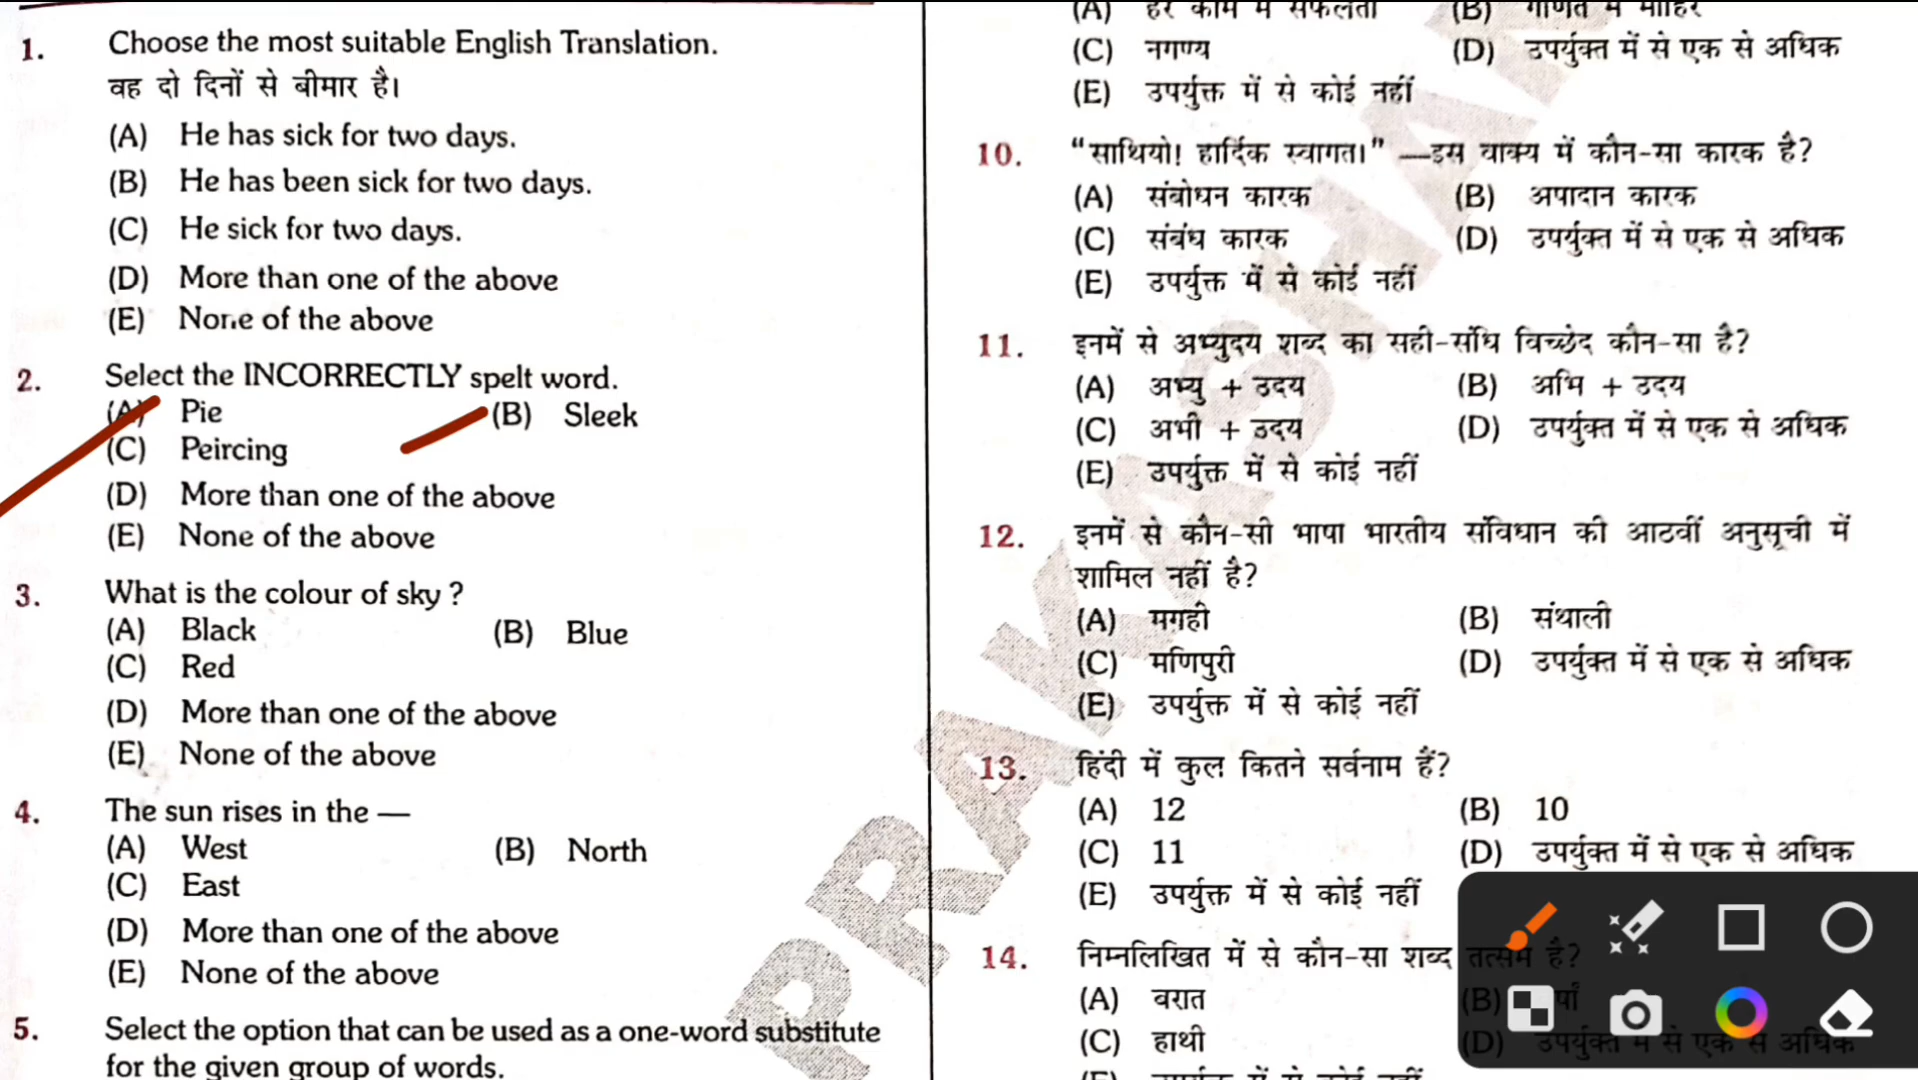 1. Choose the most suitable English Translation.
वह दो दिनों से बीमार है।
(A) He has sick for two days.
(B) He has been sick for two days.
(C) He sick for two days.
(D) More than one of the above
(E) None of the above
2. Select the INCORRECTLY spelt word.
(A) Pie (B) Sleek
(C) Peircing
(D) More than one of the above
(E) None of the above
3. What is the colour of sky ?
(A) Black (B) Blue
(C) Red
(D) More than one of the above
(E) None of the above
4. The sun rises in the —
(A) West (B) North
(C) East
(D) More than one of the above
(E) None of the above
5. Select the option that can be used as a one-word substitute
for the given group of words.
(A) हर काम में सफलता (B) गणित में माहिर
(C) नगण्य (D) उपर्युक्त में से एक से अधिक
(E) उपर्युक्त में से कोई नहीं
10. “साथियो! हार्दिक स्वागत।” —इस वाक्य में कौन-सा कारक है?
(A) संबोधन कारक (B) अपादान कारक
(C) संबंध कारक (D) उपर्युक्त में से एक से अधिक
(E) उपर्युक्त में से कोई नहीं
11. इनमें से अभ्युदय शब्द का सही-संधि विच्छेद कौन-सा है?
(A) अभ्यु + उदय (B) अभि + उदय
(C) अभी + उदय (D) उपर्युक्त में से एक से अधिक
(E) उपर्युक्त में से कोई नहीं
12. इनमें से कौन-सी भाषा भारतीय संविधान की आठवीं अनुसूची में
शामिल नहीं है?
(A) मगही (B) संथाली
(C) मणिपुरी (D) उपर्युक्त में से एक से अधिक
(E) उपर्युक्त में से कोई नहीं
13. हिंदी में कुल कितने सर्वनाम हैं?
(A) 12 (B) 10
(C) 11 (D) उपर्युक्त में से एक से अधिक
(E) उपर्युक्त में से कोई नहीं
14. निम्नलिखित में से कौन-सा शब्द तत्सम है?
(A) वरात (B)
(C) हाथी (D) उपर्युक्त में से एक से अधिक
PRAKASHAN